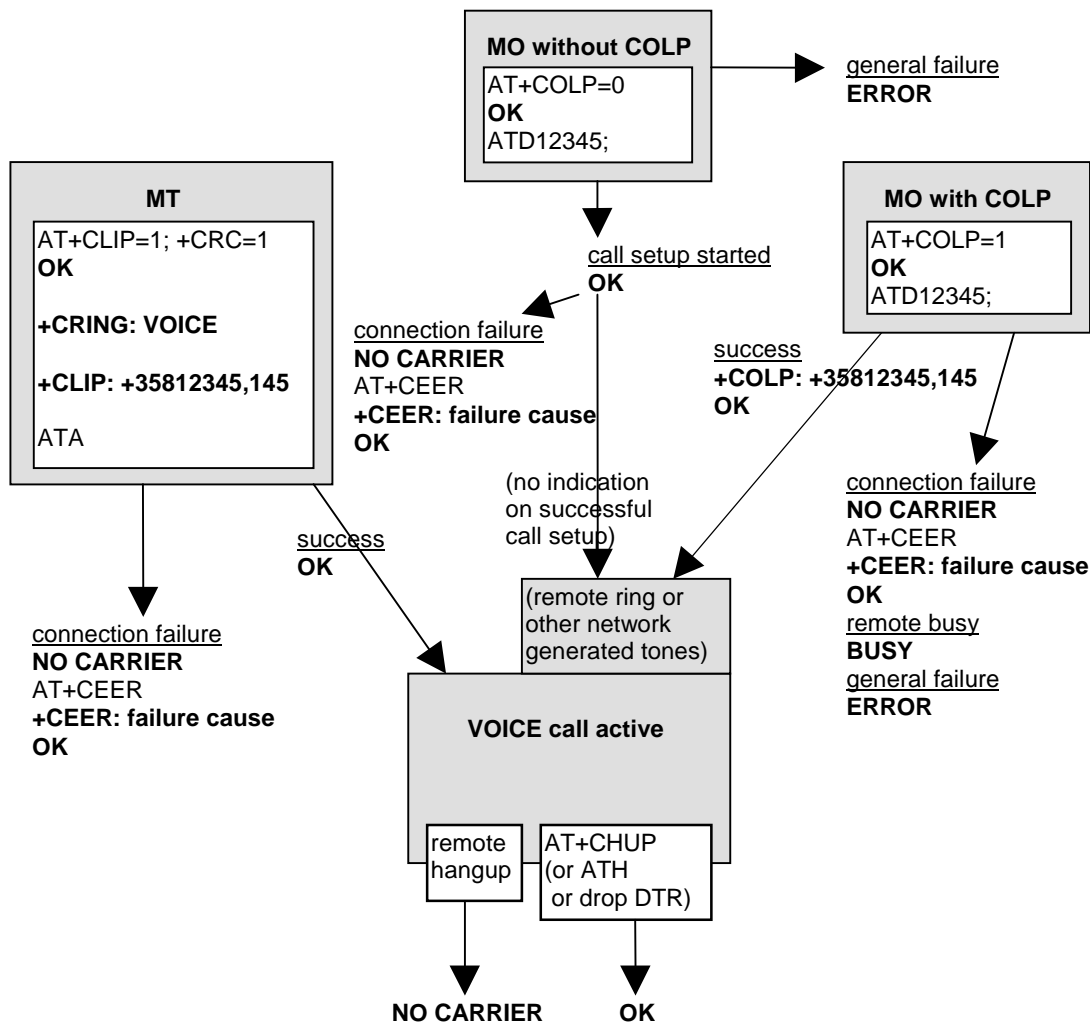 MO without COLP
AT+COLP=0
OK
ATD12345;
general failure
ERROR
MT
AT+CLIP=1; +CRC=1
OK
+CRING: VOICE
+CLIP: +35812345,145
ATA
MO with COLP
AT+COLP=1
OK
ATD12345;
call setup started
OK
connection failure
NO CARRIER
AT+CEER
+CEER: failure cause
OK
success
+COLP: +35812345,145
OK
(no indication
on successful
call setup)
success
OK
connection failure
NO CARRIER
AT+CEER
+CEER: failure cause
OK
remote busy
BUSY
general failure
ERROR
connection failure
NO CARRIER
AT+CEER
+CEER: failure cause
OK
(remote ring or
other network
generated tones)
VOICE call active
remote
hangup
AT+CHUP
(or ATH
or drop DTR)
NO CARRIER
OK